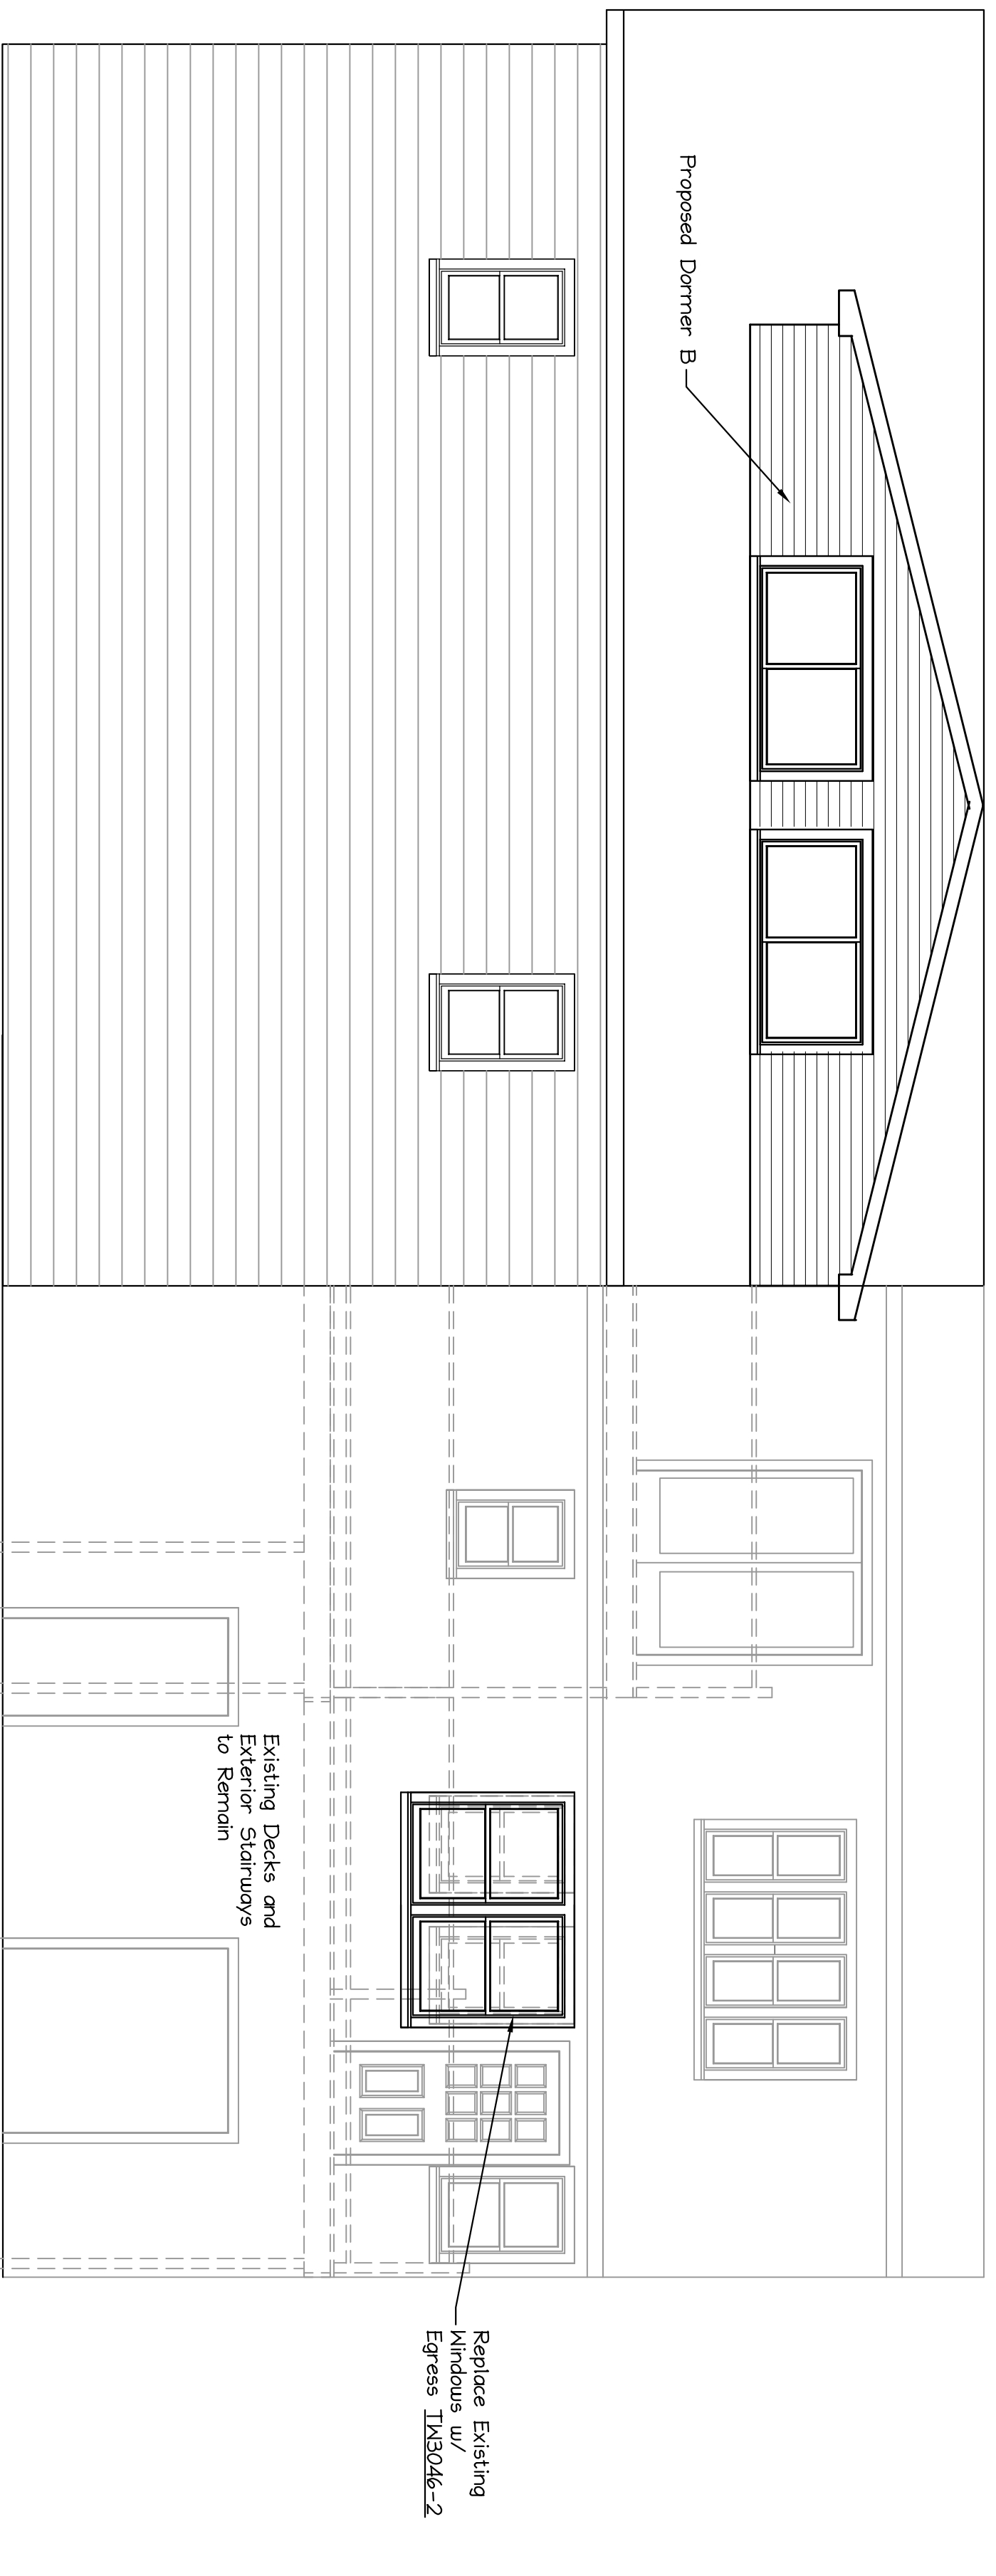 Proposed Dormer B
Existing Decks and
Exterior Stairways
to Remain
Replace Existing
Windows w/
Egress TW3046-2